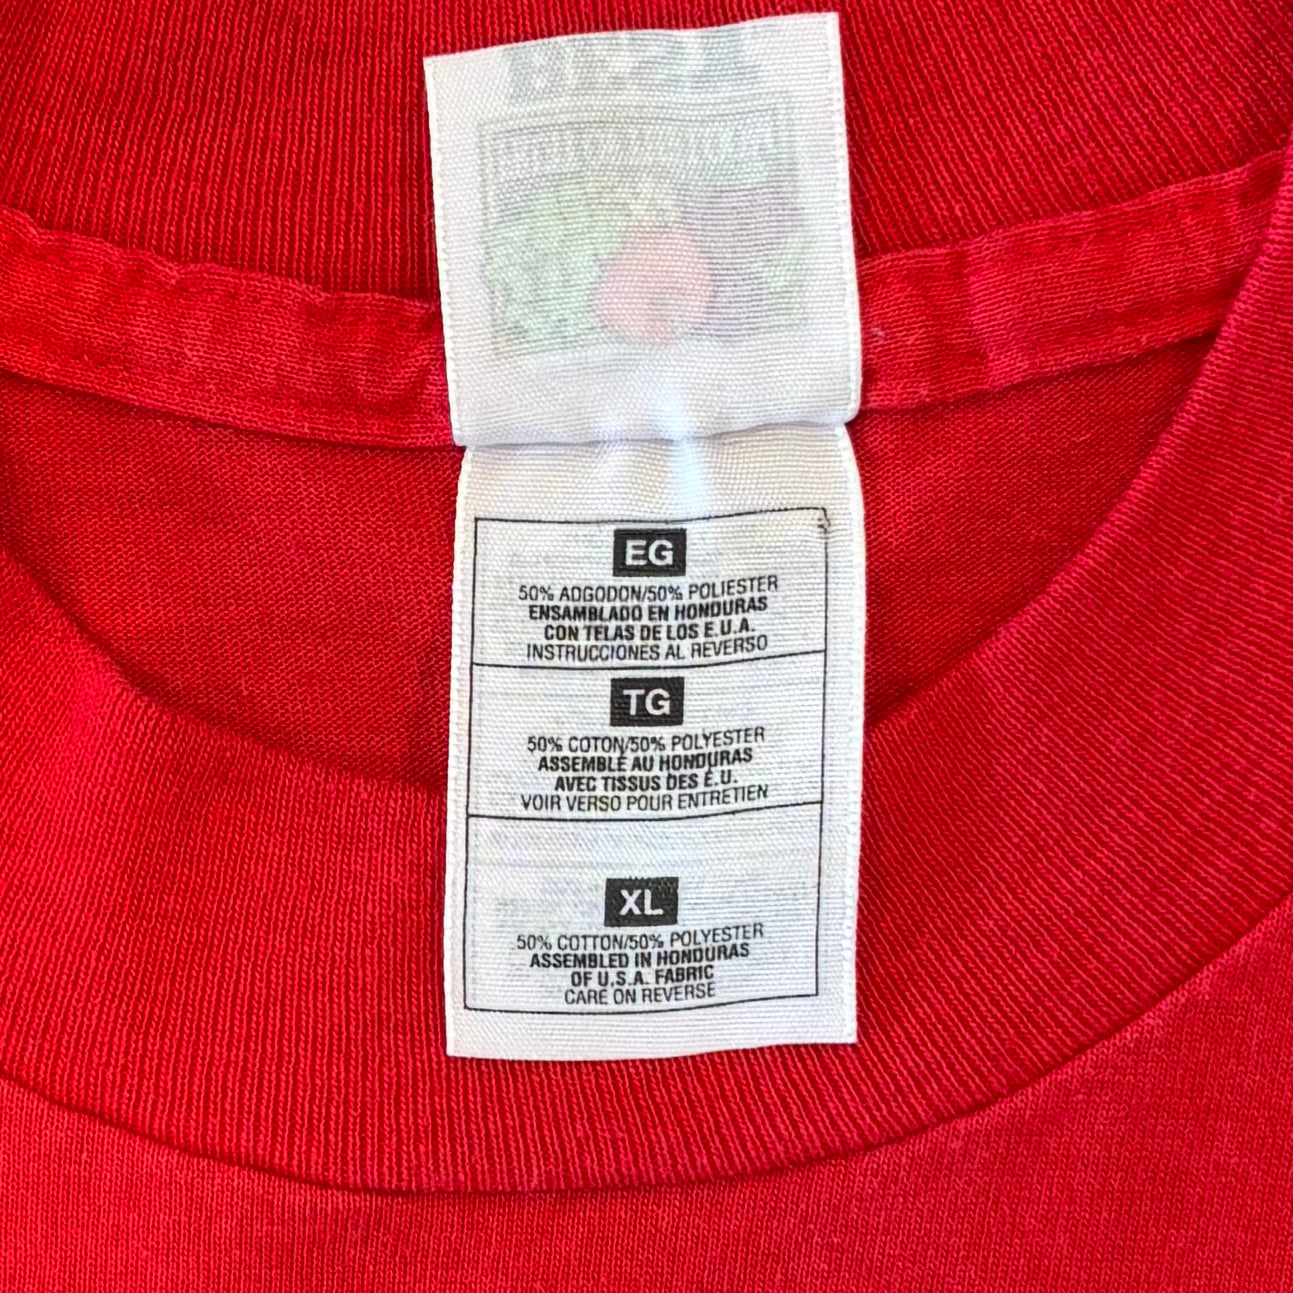 EG
50% ADGODON/50% POLIESTER
ENSAMBLADO EN HONDURAS
CON TELAS DE LOS E.U.A.
INSTRUCCIONES AL REVERSO
TG
50% COTON/50% POLYESTER
ASSEMBLÉ AU HONDURAS
AVEC TISSUS DES É.U.
VOIR VERSO POUR ENTRETIEN
XL
50% COTTON/50% POLYESTER
ASSEMBLED IN HONDURAS
OF U.S.A. FABRIC
CARE ON REVERSE